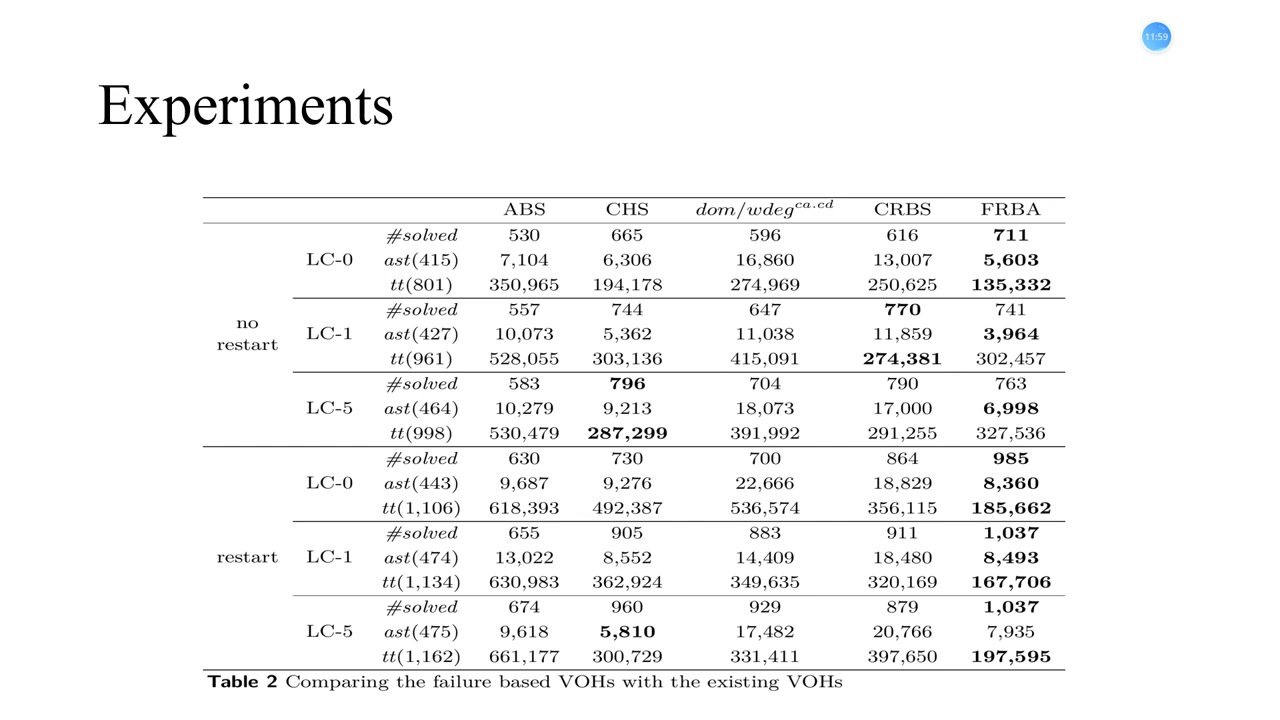 11:59
Experiments
ABS CHS dom/wdeg^ca.cd CRBS FRBA
#solved 530 665 596 616 711
LC-0 ast(415) 7,104 6,306 16,860 13,007 5,603
tt(801) 350,965 194,178 274,969 250,625 135,332
no restart
#solved 557 744 647 770 741
LC-1 ast(427) 10,073 5,362 11,038 11,859 3,964
tt(961) 528,055 303,136 415,091 274,381 302,457
#solved 583 796 704 790 763
LC-5 ast(464) 10,279 9,213 18,073 17,000 6,998
tt(998) 530,479 287,299 391,992 291,255 327,536
#solved 630 730 700 864 985
LC-0 ast(443) 9,687 9,276 22,666 18,829 8,360
tt(1,106) 618,393 492,387 536,574 356,115 185,662
#solved 655 905 883 911 1,037
restart LC-1 ast(474) 13,022 8,552 14,409 18,480 8,493
tt(1,134) 630,983 362,924 349,635 320,169 167,706
#solved 674 960 929 879 1,037
LC-5 ast(475) 9,618 5,810 17,482 20,766 7,935
tt(1,162) 661,177 300,729 331,411 397,650 197,595
Table 2 Comparing the failure based VOHs with the existing VOHs